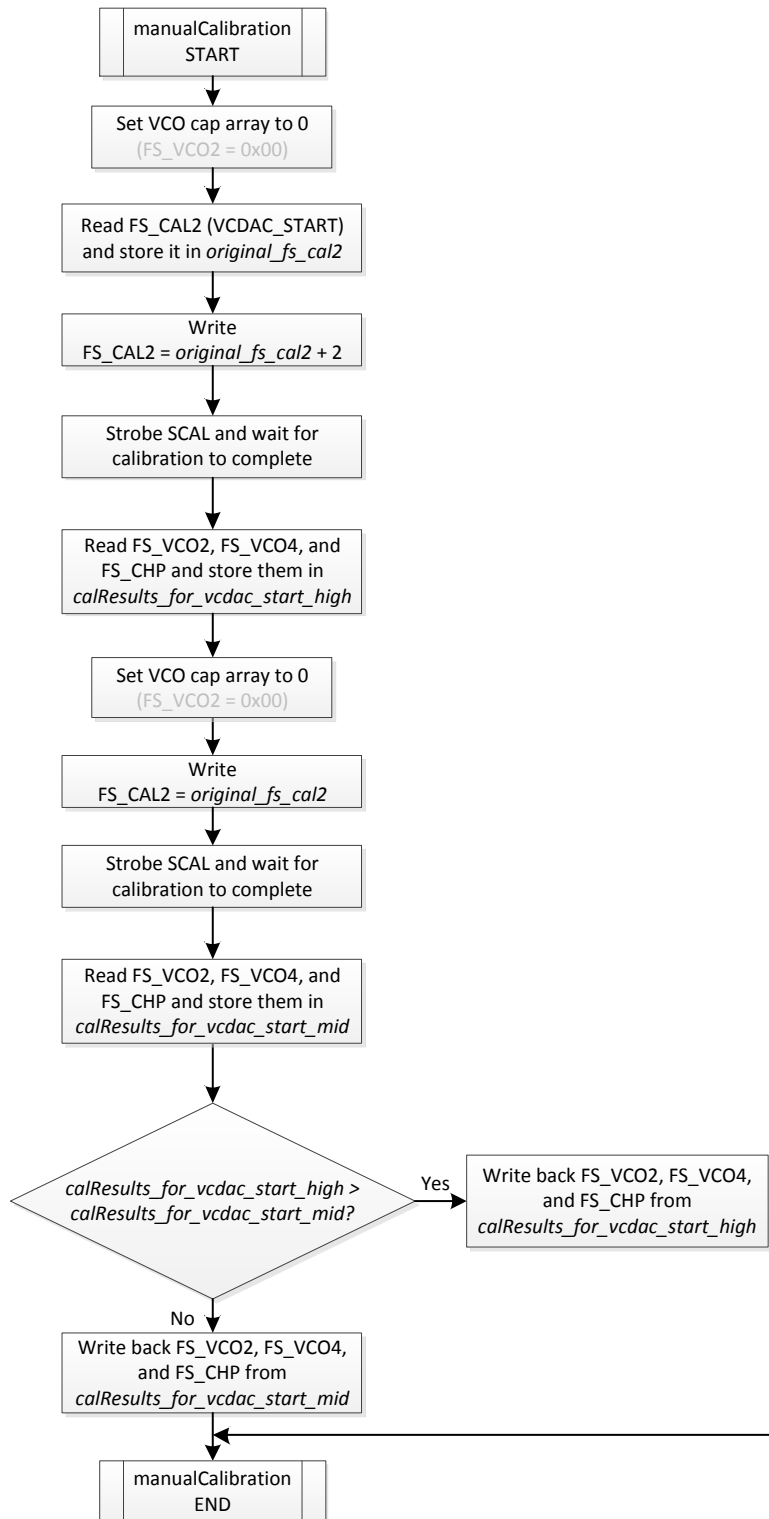 manualCalibration
START
Set VCO cap array to 0
(FS_VCO2 = 0x00)
Read FS_CAL2 (VCDAC_START)
and store it in original_fs_cal2
Write
FS_CAL2 = original_fs_cal2 + 2
Strobe SCAL and wait for
calibration to complete
Read FS_VCO2, FS_VCO4, and
FS_CHP and store them in
calResults_for_vcdac_start_high
Set VCO cap array to 0
(FS_VCO2 = 0x00)
Write
FS_CAL2 = original_fs_cal2
Strobe SCAL and wait for
calibration to complete
Read FS_VCO2, FS_VCO4, and
FS_CHP and store them in
calResults_for_vcdac_start_mid
calResults_for_vcdac_start_high >
calResults_for_vcdac_start_mid?
Yes
Write back FS_VCO2, FS_VCO4,
and FS_CHP from
calResults_for_vcdac_start_high
No
Write back FS_VCO2, FS_VCO4,
and FS_CHP from
calResults_for_vcdac_start_mid
manualCalibration
END